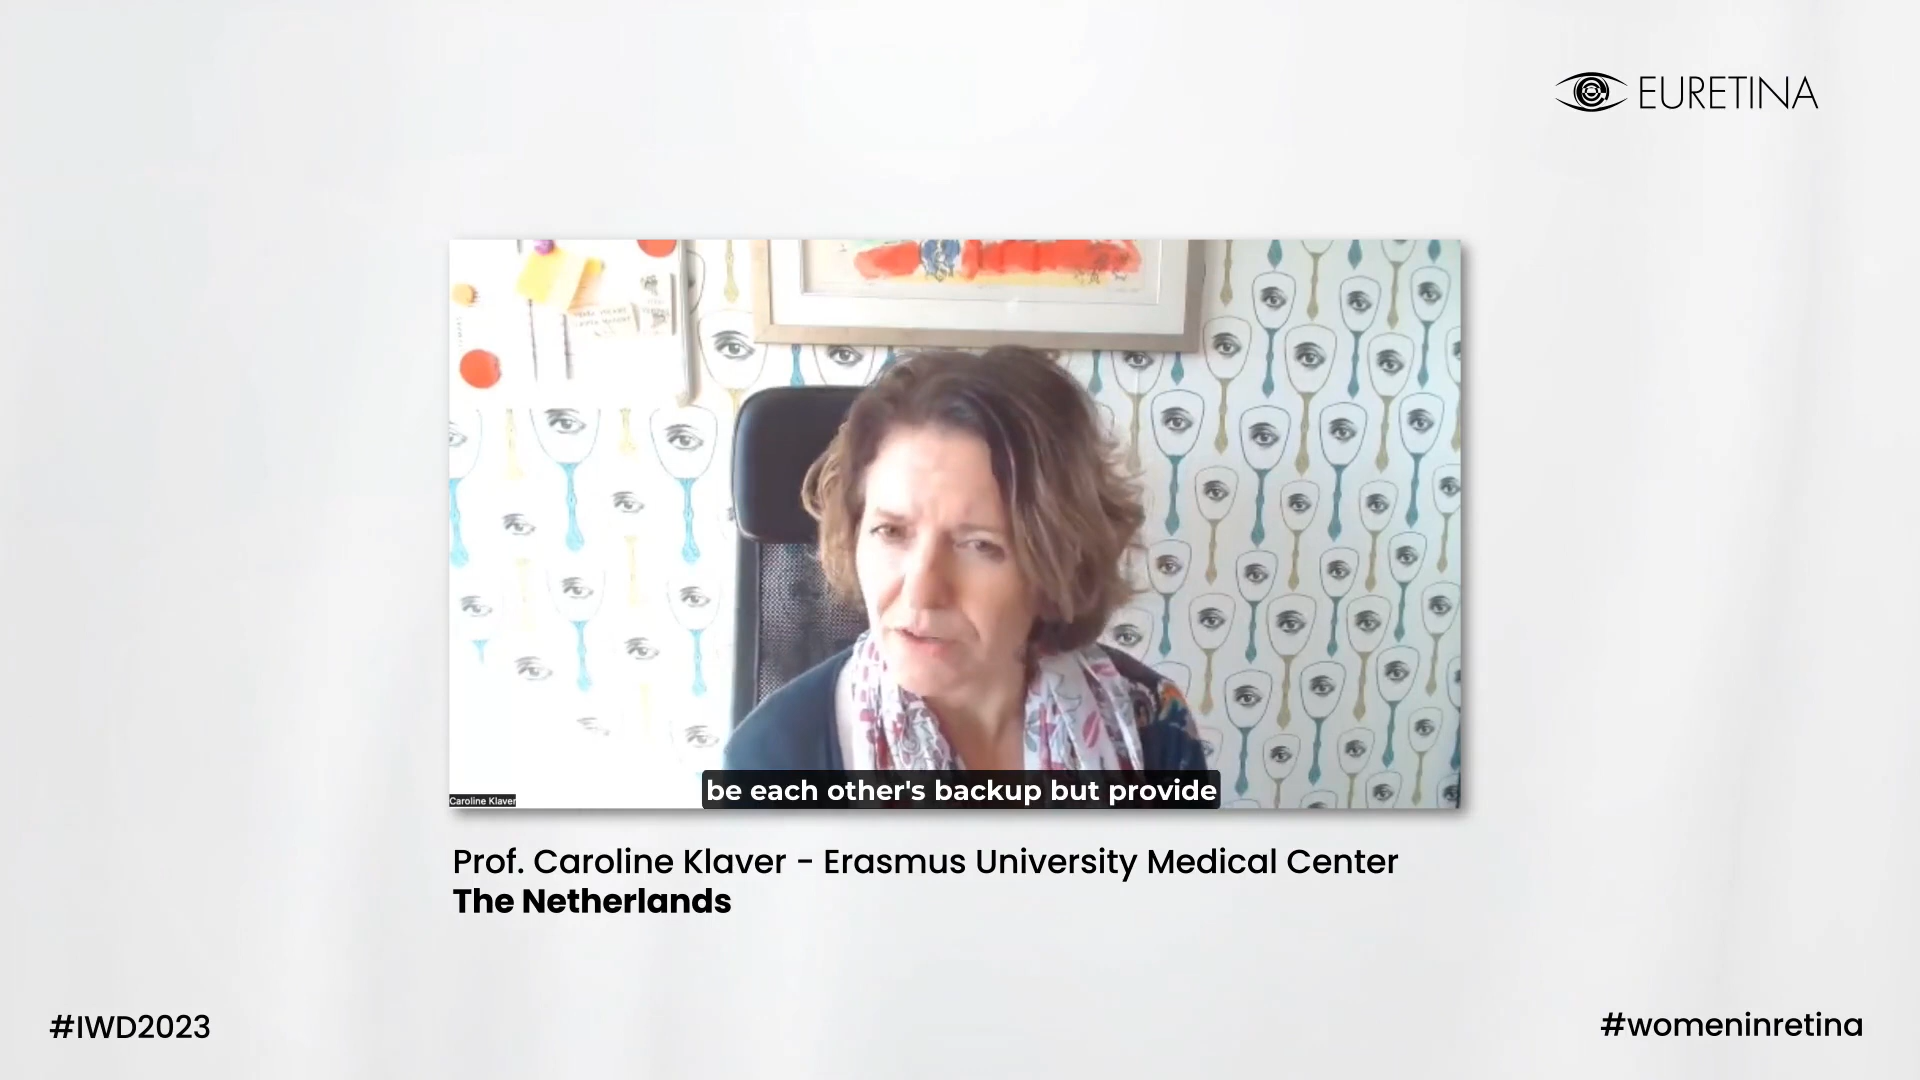 EURETINA
be each other's backup but provide
Caroline Klaver
Prof. Caroline Klaver - Erasmus University Medical Center
The Netherlands
#IWD2023
#womeninretina